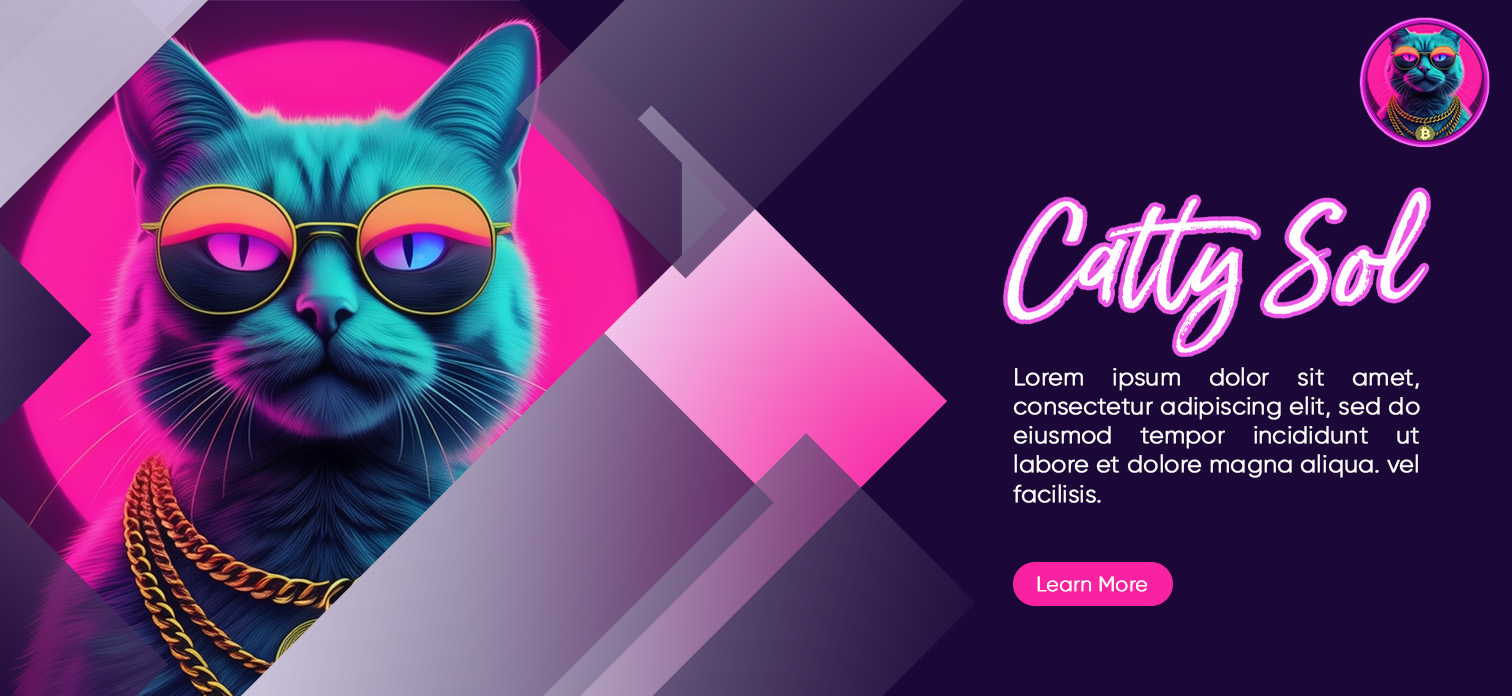 Catty Sol
Lorem ipsum dolor sit amet,
consectetur adipiscing elit, sed do
eiusmod tempor incididunt ut
labore et dolore magna aliqua. vel
facilisis.
Learn More